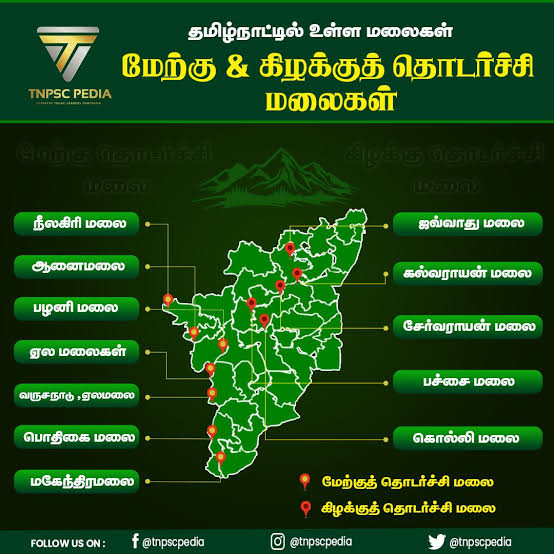 தமிழ்நாட்டில் உள்ள மலைகள்
மேற்கு & கிழக்குத் தொடர்ச்சி
மலைகள்
TNPSC PEDIA
மேற்கு தொடர்ச்சி
மலை
கிழக்குத் தொடர்ச்சி
மலை
நீலகிரி மலை
ஆனைமலை
பழனி மலை
ஏல மலைகள்
வருசநாடு ,ஏலமலை
பொதிகை மலை
மகேந்திரமலை
ஜவ்வாது மலை
கல்வராயன் மலை
சேர்வராயன் மலை
பச்சை மலை
கொல்லி மலை
மேற்குத் தொடர்ச்சி மலை
கிழக்குத் தொடர்ச்சி மலை
FOLLOW US ON : @tnpscpedia @tnpscpedia @tnpscpedia